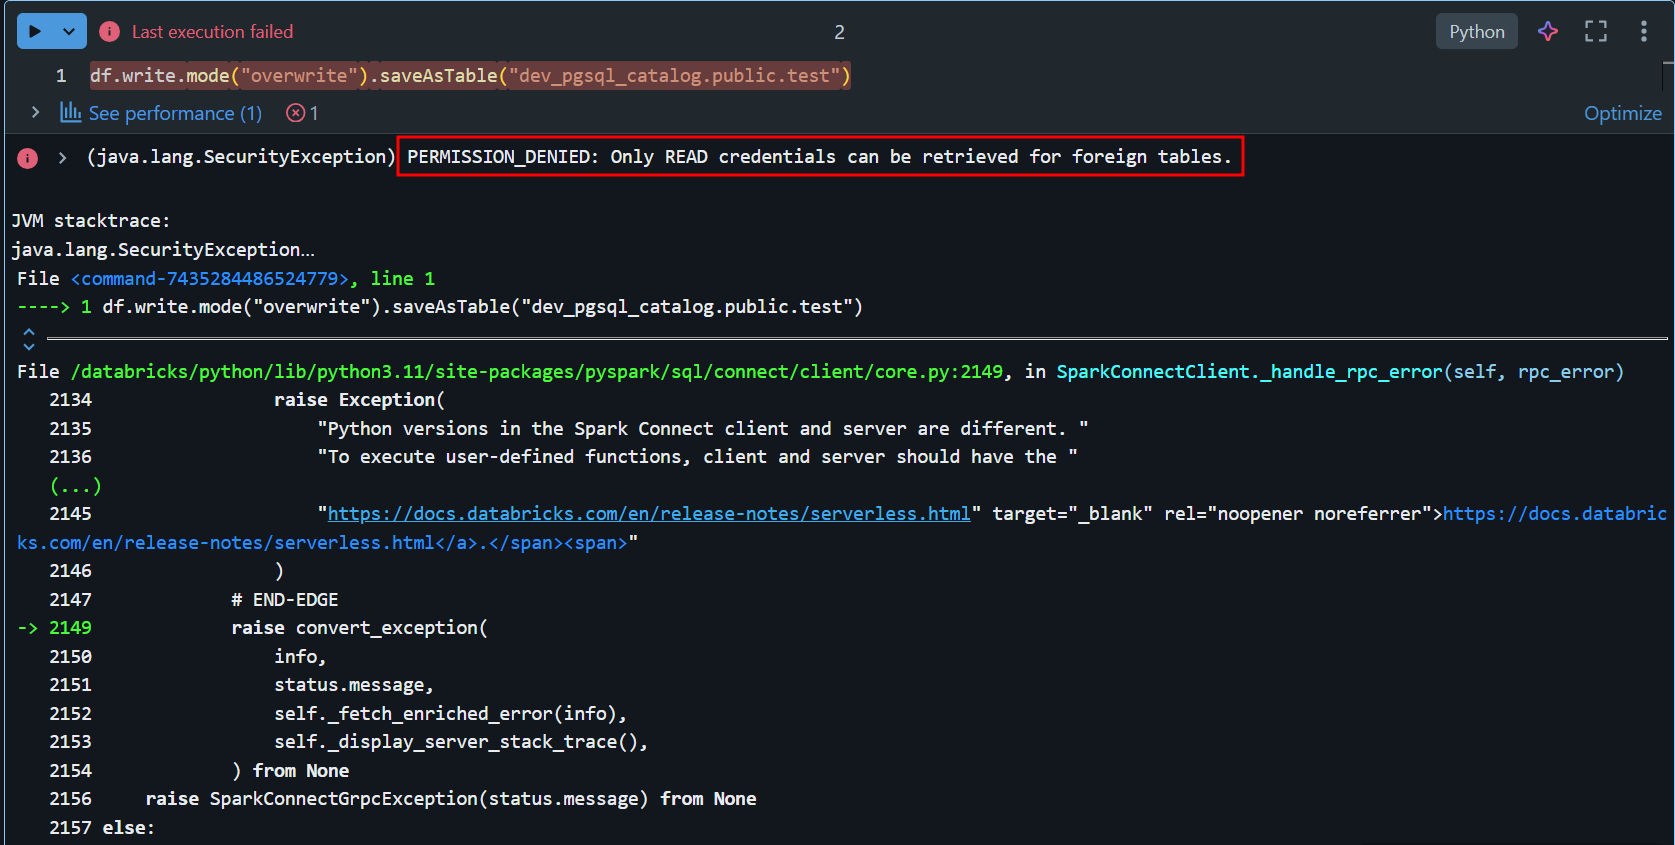 Last execution failed
2
Python
1 df.write.mode("overwrite").saveAsTable("dev_pgsql_catalog.public.test")
See performance (1) 1
Optimize
(java.lang.SecurityException) PERMISSION_DENIED: Only READ credentials can be retrieved for foreign tables.
JVM stacktrace:
java.lang.SecurityException…
File <command-7435284486524779>, line 1
----> 1 df.write.mode("overwrite").saveAsTable("dev_pgsql_catalog.public.test")
File /databricks/python/lib/python3.11/site-packages/pyspark/sql/connect/client/core.py:2149, in SparkConnectClient._handle_rpc_error(self, rpc_error)
2134 raise Exception(
2135 "Python versions in the Spark Connect client and server are different. "
2136 "To execute user-defined functions, client and server should have the "
(...)
2145 "https://docs.databricks.com/en/release-notes/serverless.html" target="_blank" rel="noopener noreferrer">https://docs.databric
ks.com/en/release-notes/serverless.html</a>.</span><span>"
2146 )
2147 # END-EDGE
-> 2149 raise convert_exception(
2150 info,
2151 status.message,
2152 self._fetch_enriched_error(info),
2153 self._display_server_stack_trace(),
2154 ) from None
2156 raise SparkConnectGrpcException(status.message) from None
2157 else: